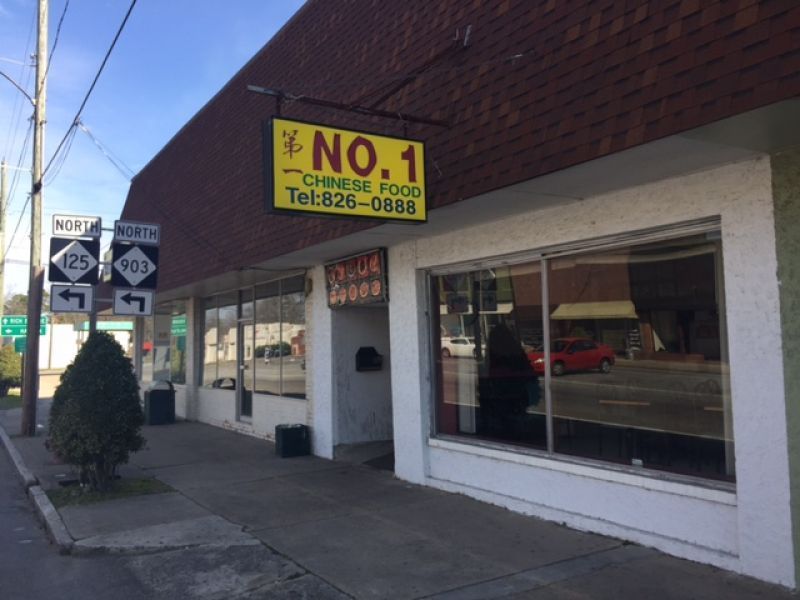 第
一
NO.1
CHINESE FOOD
Tel:826-0888
NORTH
125
NORTH
903